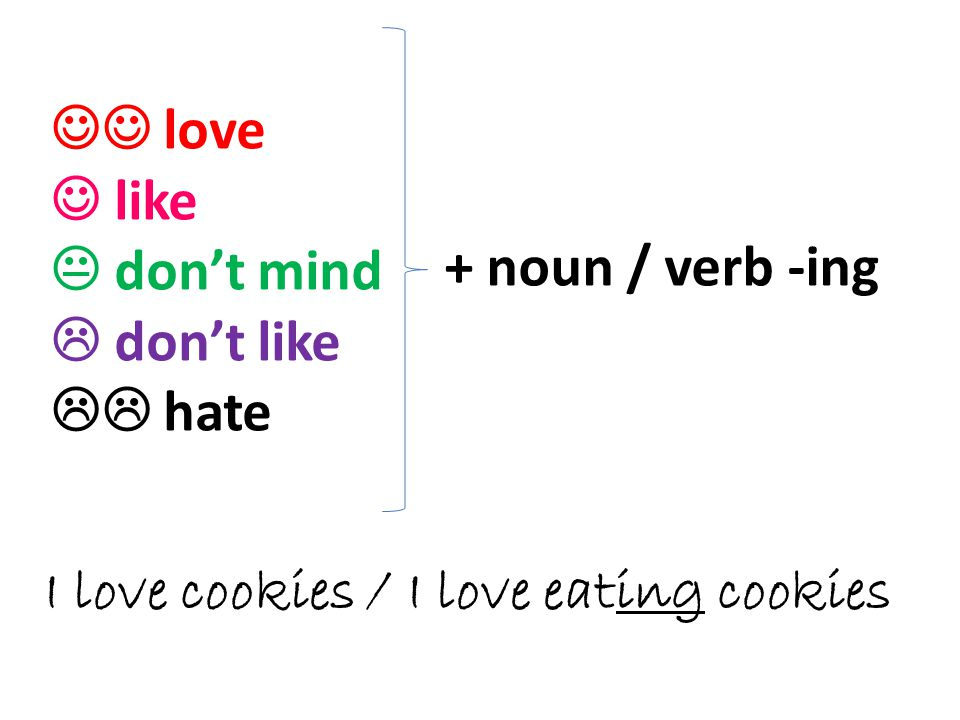 ☺☺ love
☺ like
😐 don’t mind
☹ don’t like
☹☹ hate
+ noun / verb -ing
I love cookies / I love eating cookies